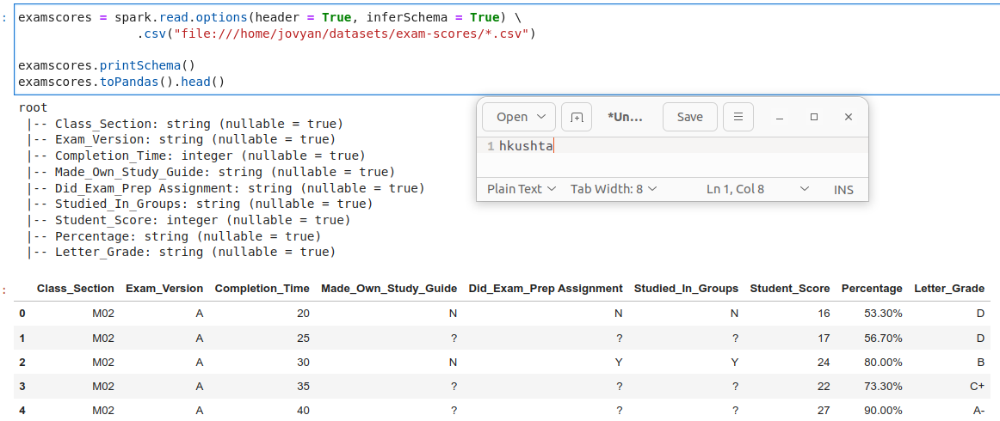 examscores = spark.read.options(header = True, inferSchema = True) \
.csv("file:///home/jovyan/datasets/exam-scores/*.csv")
examscores.printSchema()
examscores.toPandas().head()
root
|-- Class_Section: string (nullable = true)
|-- Exam_Version: string (nullable = true)
|-- Completion_Time: integer (nullable = true)
|-- Made_Own_Study_Guide: string (nullable = true)
|-- Did_Exam_Prep Assignment: string (nullable = true)
|-- Studied_In_Groups: string (nullable = true)
|-- Student_Score: integer (nullable = true)
|-- Percentage: string (nullable = true)
|-- Letter_Grade: string (nullable = true)
Open *Un... Save
1 hkushta
Plain Text Tab Width: 8 Ln 1, Col 8 INS
Class_Section Exam_Version Completion_Time Made_Own_Study_Guide Did_Exam_Prep Assignment Studied_In_Groups Student_Score Percentage Letter_Grade
0 M02 A 20 N N N 16 53.30% D
1 M02 A 25 ? ? ? 17 56.70% D
2 M02 A 30 N Y Y 24 80.00% B
3 M02 A 35 ? ? ? 22 73.30% C+
4 M02 A 40 ? ? ? 27 90.00% A-